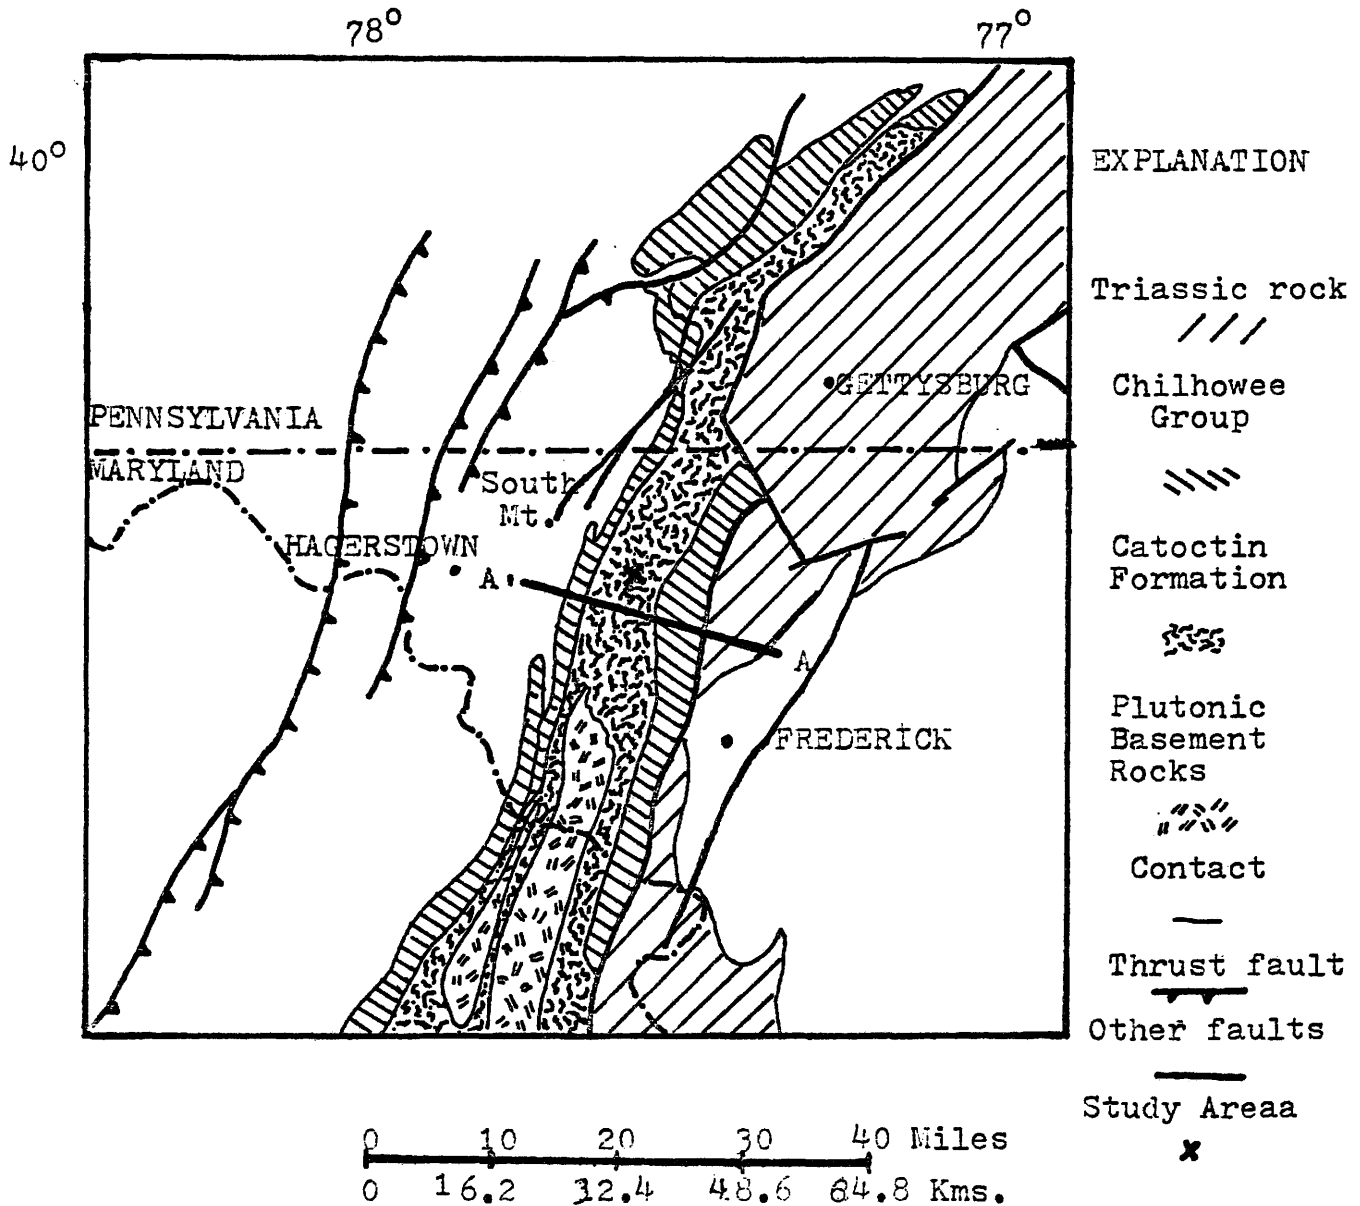 78° 77°
40°
EXPLANATION
Triassic rock
Chilhowee
Group
Catoctin
Formation
Plutonic
Basement
Rocks
Contact
Thrust fault
Other faults
Study Areaa
x
GETTYSBURG
PENNSYLVANIA
MARYLAND
South
Mt.
HAGERSTOWN
A
A
FREDERICK
0 10 20 30 40 Miles
0 16.2 32.4 48.6 64.8 Kms.